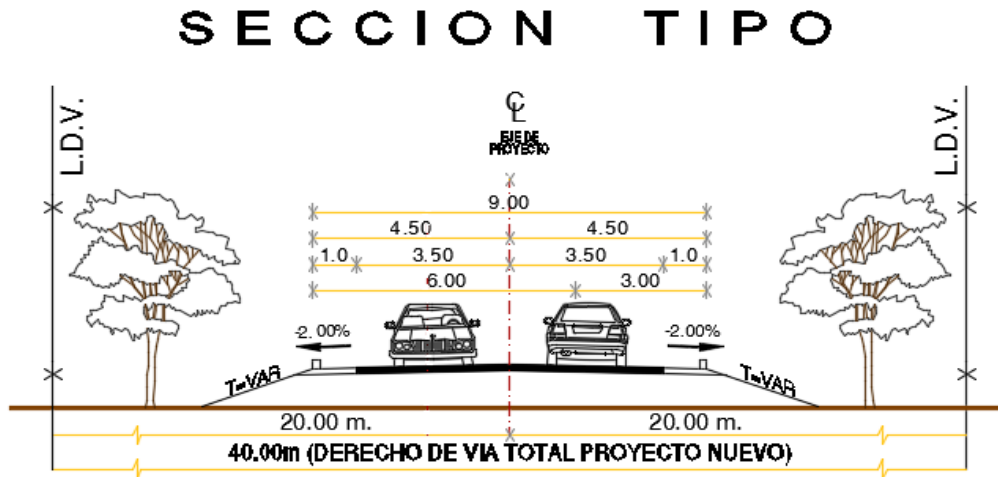 SECCION TIPO
L.D.V.
L.D.V.
CL
EJE DE
PROYECTO
9.00
4.50 4.50
1.0 3.50 3.50 1.0
6.00 3.00
-2.00% -2.00%
T=VAR T=VAR
20.00 m. 20.00 m.
40.00m (DERECHO DE VIA TOTAL PROYECTO NUEVO)